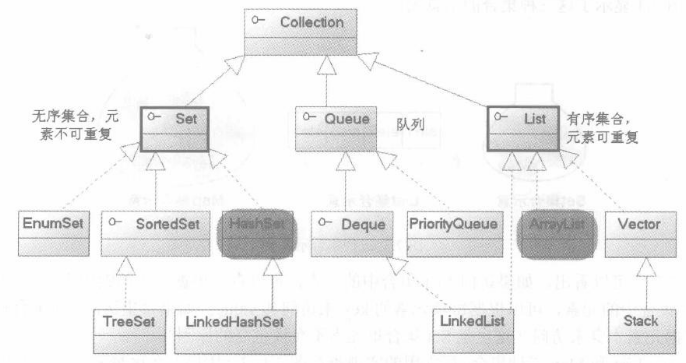 Collection
无序集合，元
素不可重复
Set
Queue
队列
List
有序集合，
元素可重复
EnumSet
SortedSet
HashSet
Deque
PriorityQueue
ArrayList
Vector
TreeSet
LinkedHashSet
LinkedList
Stack